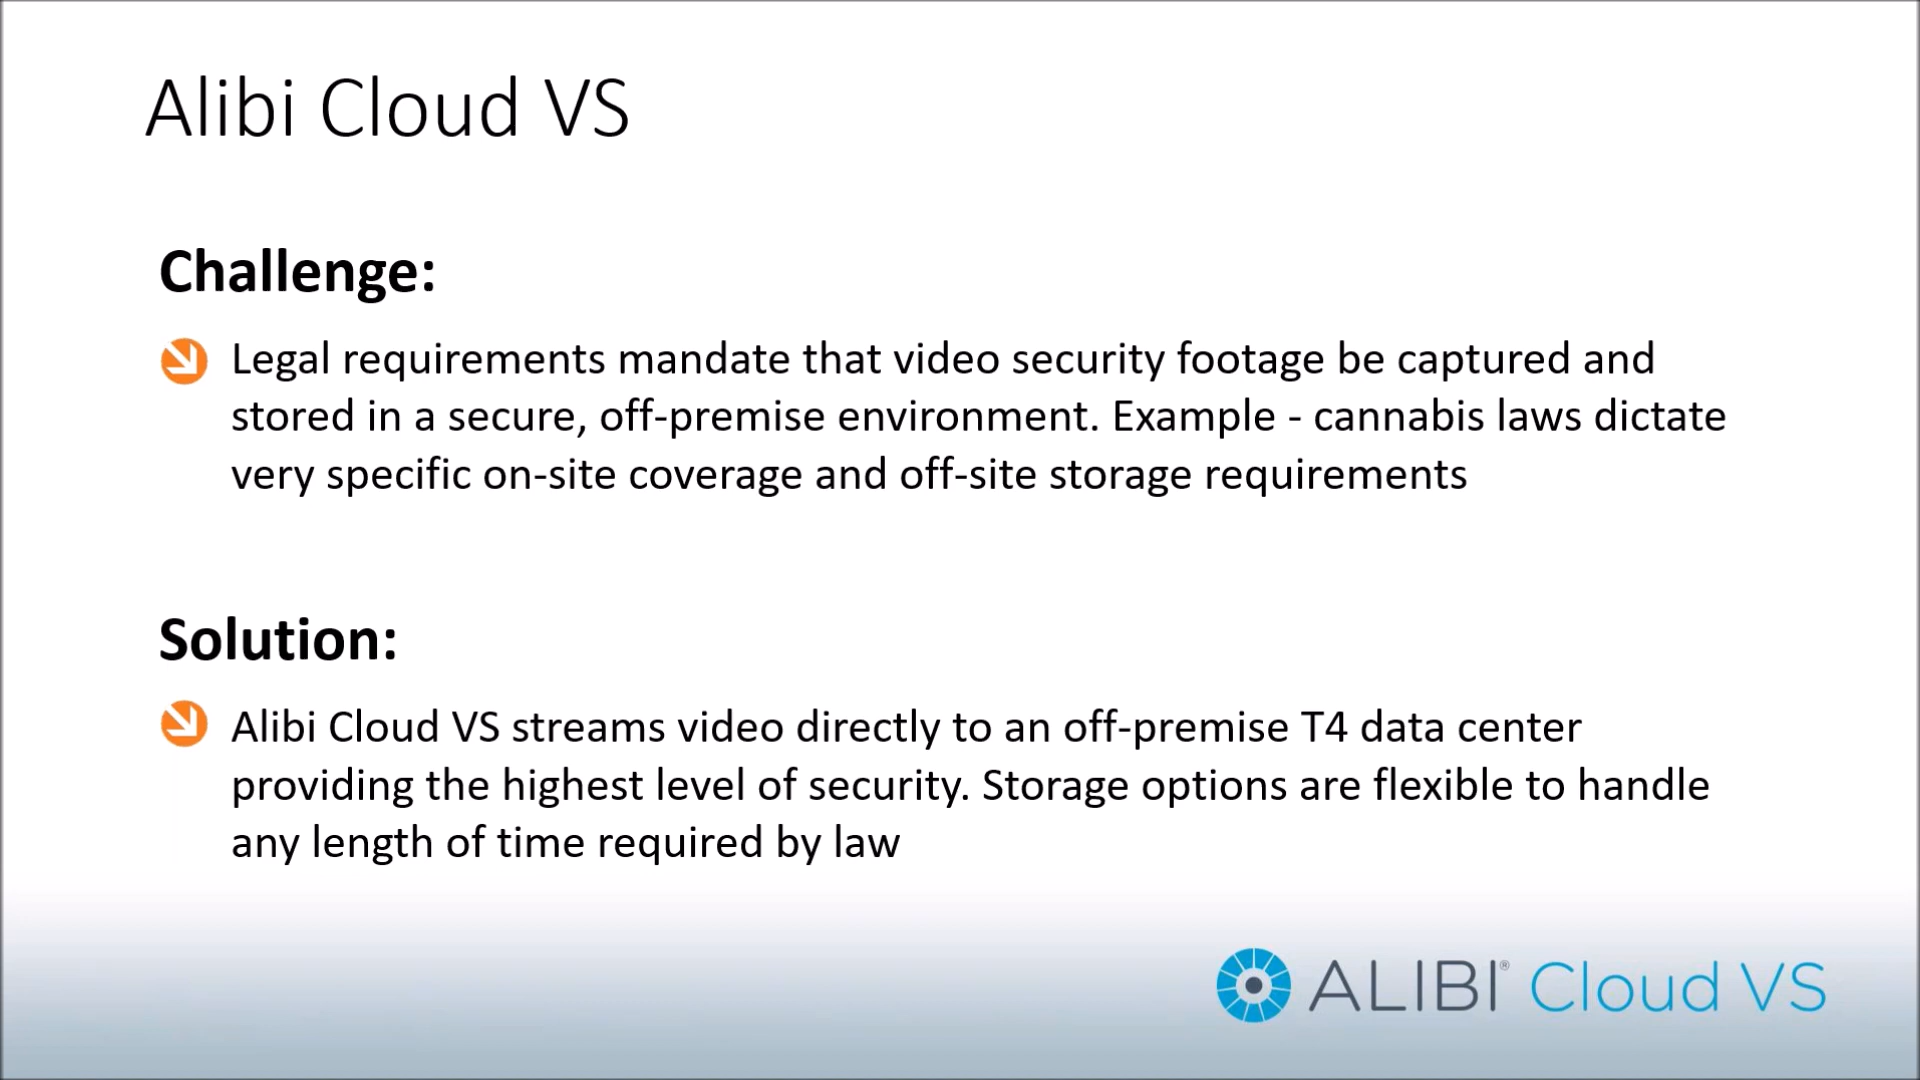 Alibi Cloud VS
Challenge:
Legal requirements mandate that video security footage be captured and
stored in a secure, off-premise environment. Example - cannabis laws dictate
very specific on-site coverage and off-site storage requirements
Solution:
Alibi Cloud VS streams video directly to an off-premise T4 data center
providing the highest level of security. Storage options are flexible to handle
any length of time required by law
ALIBI® Cloud VS